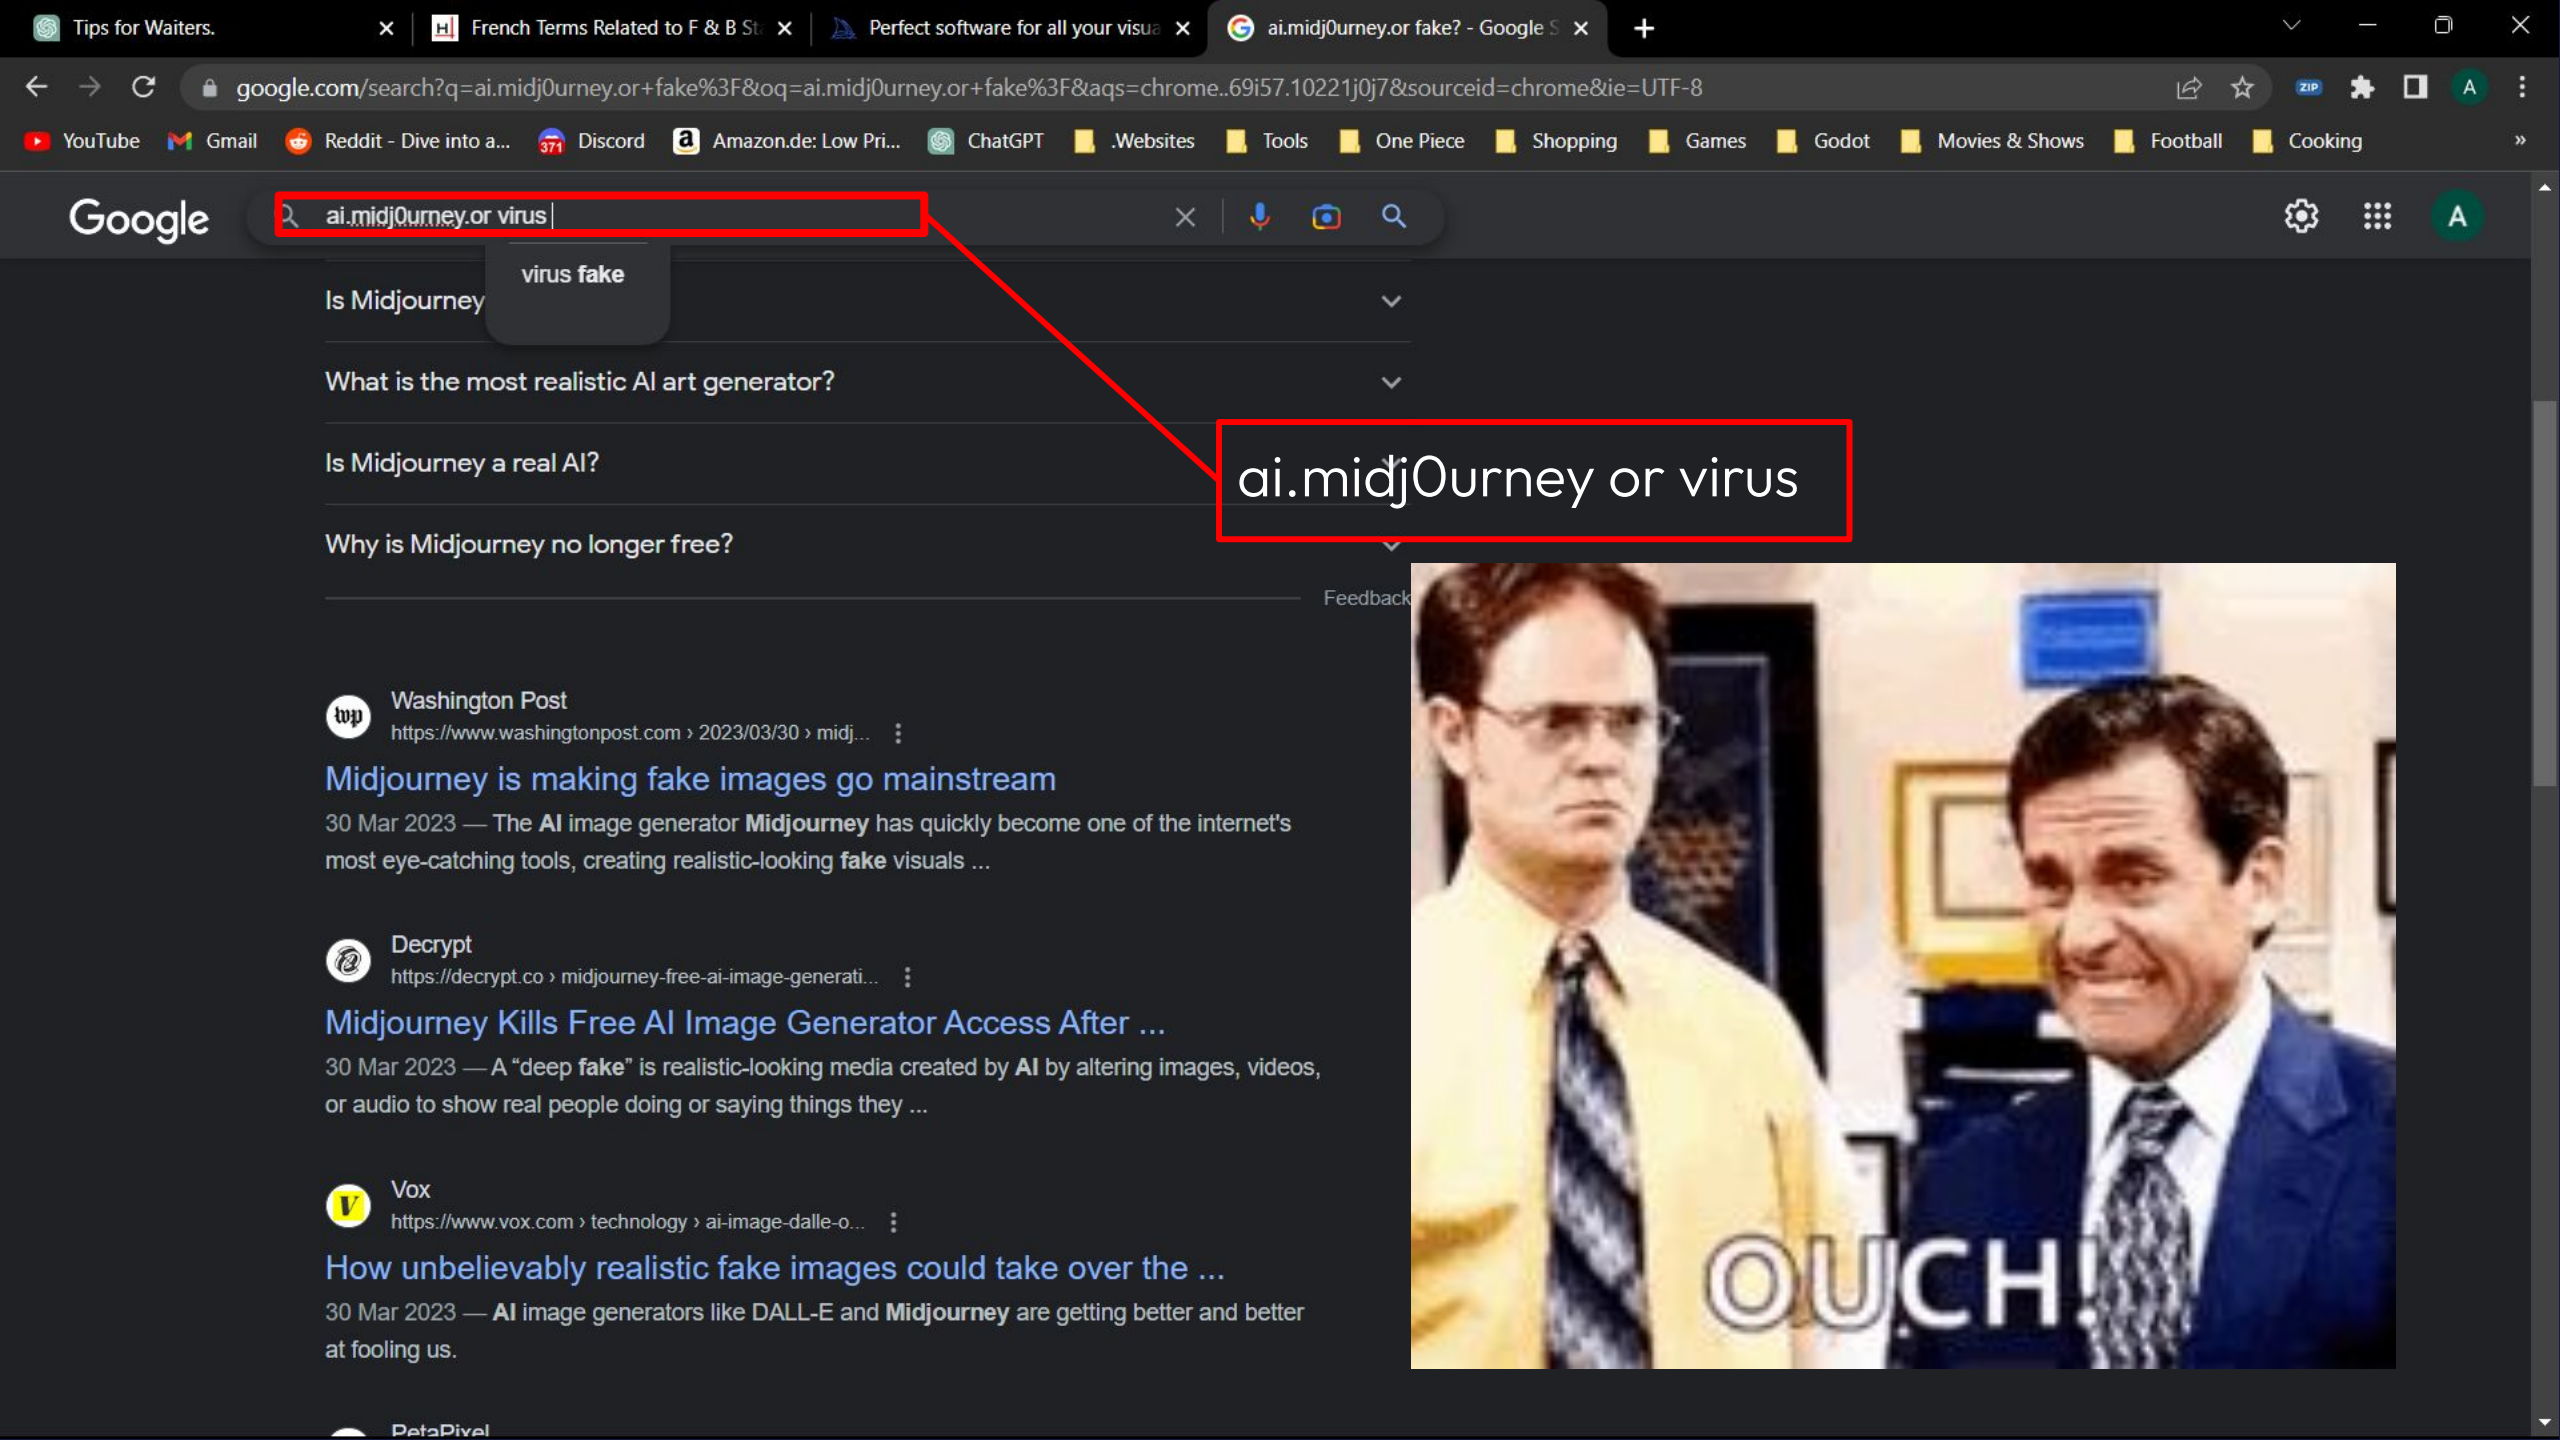 Tips for Waiters.
French Terms Related to F & B St
Perfect software for all your visua
ai.midj0urney.or fake? - Google S
google.com/search?q=ai.midj0urney.or+fake%3F&oq=ai.midj0urney.or+fake%3F&aqs=chrome..69i57.10221j0j7&sourceid=chrome&ie=UTF-8
ZIP
A
YouTube
Gmail
Reddit - Dive into a...
371
Discord
Amazon.de: Low Pri...
ChatGPT
.Websites
Tools
One Piece
Shopping
Games
Godot
Movies & Shows
Football
Cooking
»
Google
ai.midj0urney.or virus
A
virus fake
Is Midjourney
What is the most realistic AI art generator?
Is Midjourney a real AI?
ai.midj0urney or virus
Why is Midjourney no longer free?
Feedback
Washington Post
https://www.washingtonpost.com › 2023/03/30 › midj...
Midjourney is making fake images go mainstream
30 Mar 2023 — The AI image generator Midjourney has quickly become one of the internet's
most eye-catching tools, creating realistic-looking fake visuals ...
Decrypt
https://decrypt.co › midjourney-free-ai-image-generati...
Midjourney Kills Free AI Image Generator Access After ...
30 Mar 2023 — A “deep fake” is realistic-looking media created by AI by altering images, videos,
or audio to show real people doing or saying things they ...
Vox
https://www.vox.com › technology › ai-image-dalle-o...
How unbelievably realistic fake images could take over the ...
30 Mar 2023 — AI image generators like DALL-E and Midjourney are getting better and better
at fooling us.
OUCH!
PetaPixel